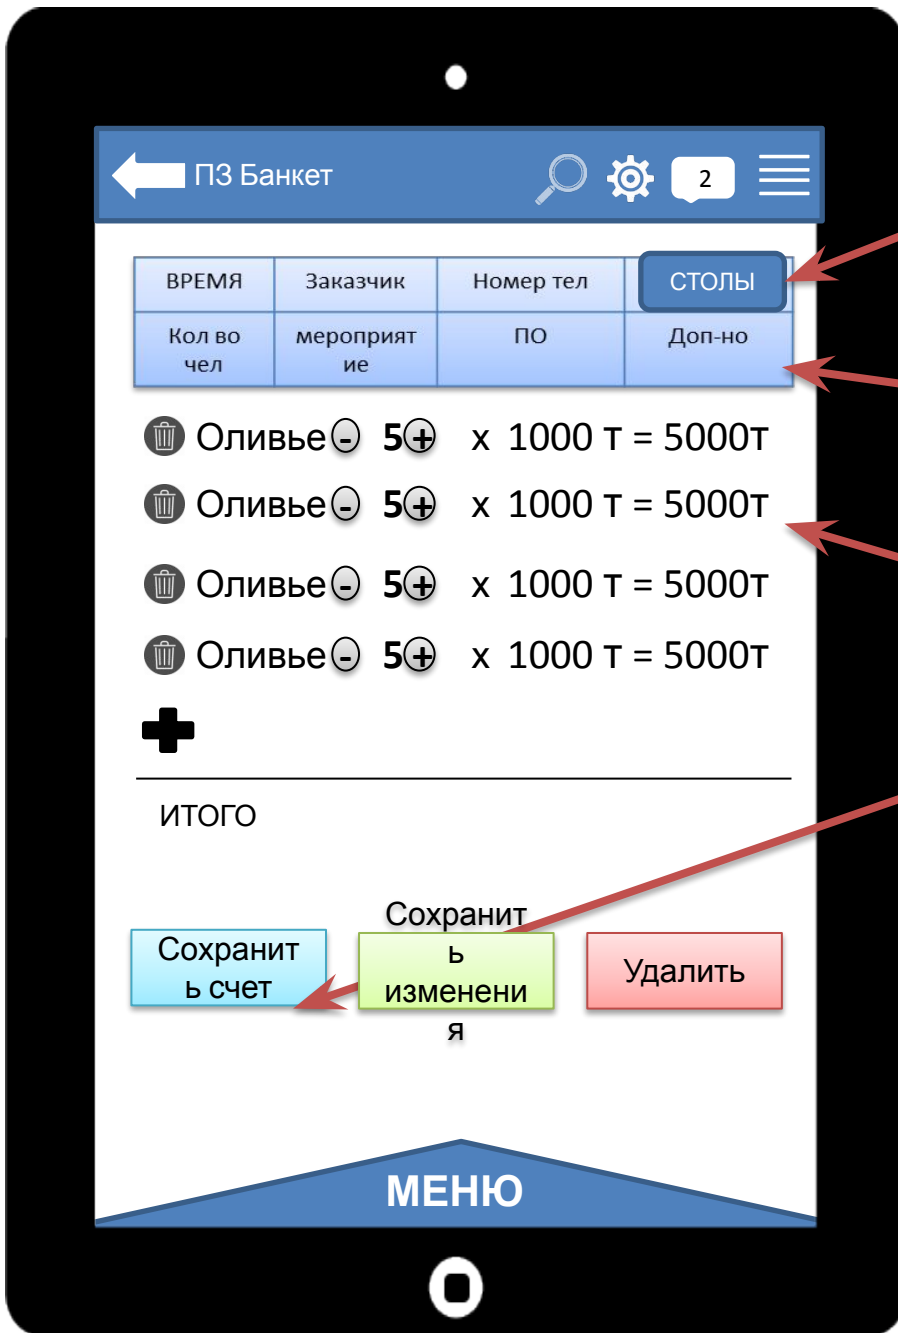 ПЗ Банкет
2
ВРЕМЯ Заказчик Номер тел СТОЛЫ
Кол во мероприят ПО Доп-но
чел ие
Оливье - 5 + х 1000 т = 5000т
Оливье - 5 + х 1000 т = 5000т
Оливье - 5 + х 1000 т = 5000т
Оливье - 5 + х 1000 т = 5000т
ИТОГО
Сохранит
ь счет
Сохранит
ь
изменени
я
Удалить
МЕНЮ